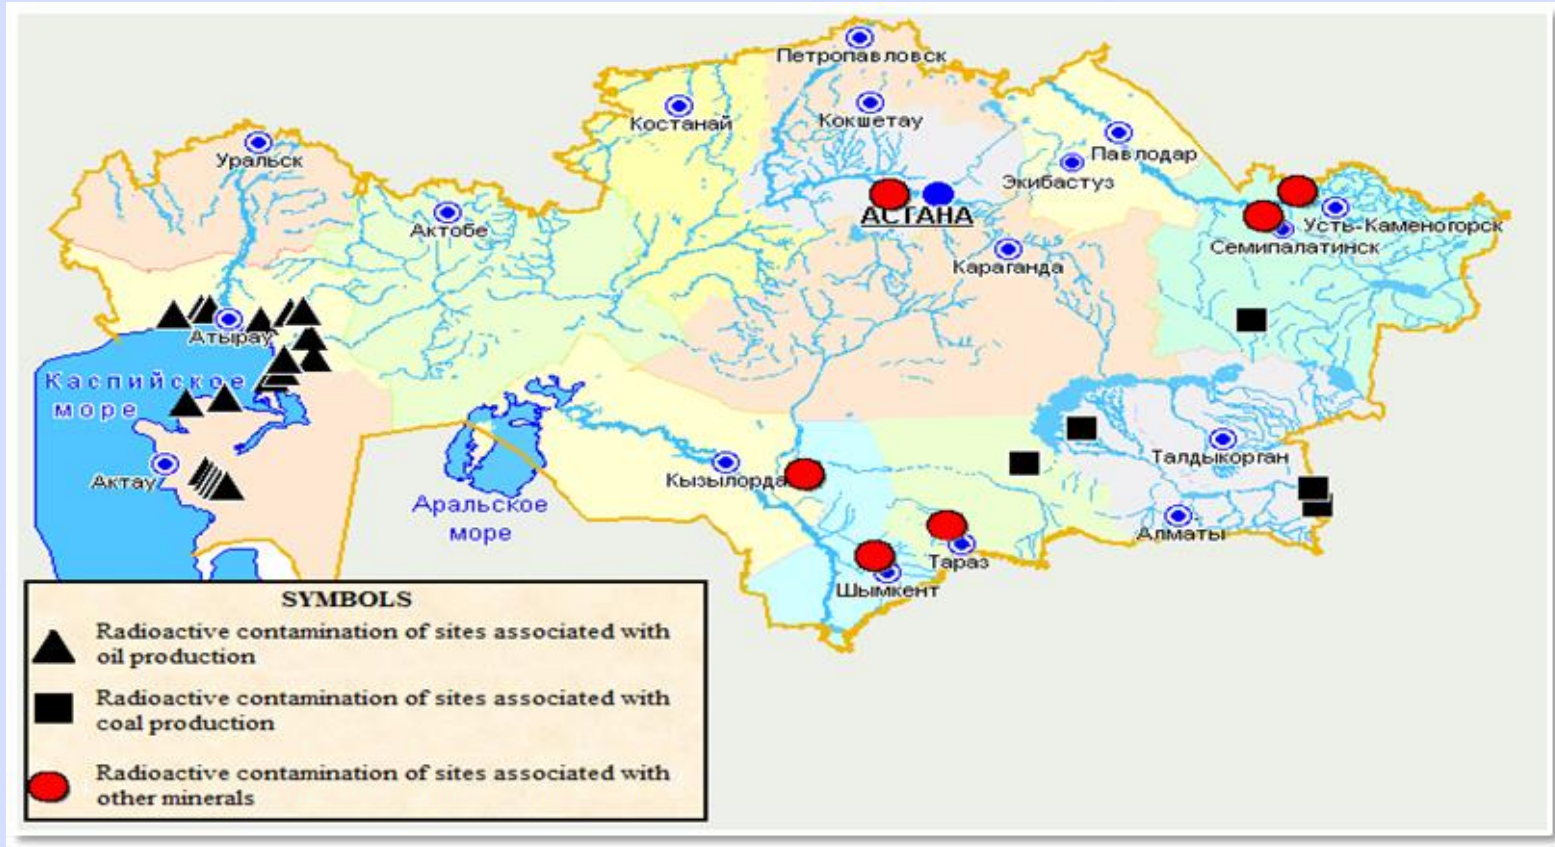 Петропавловск
Костанай
Кокшетау
Павлодар
Экибастуз
Уральск
Актобе
АСТАНА
Усть-Каменогорск
Семипалатинск
Караганда
Атырау
Каспийское
море
Актау
Аральское
море
Кызылорда
Талдыкорган
Алматы
Тараз
Шымкент
SYMBOLS
Radioactive contamination of sites associated with
oil production
Radioactive contamination of sites associated with
coal production
Radioactive contamination of sites associated with
other minerals